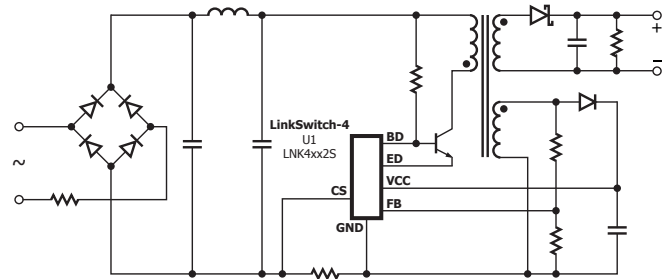 LinkSwitch-4
U1
LNK4xx2S
BD
ED
VCC
CS
FB
GND
+
−
~